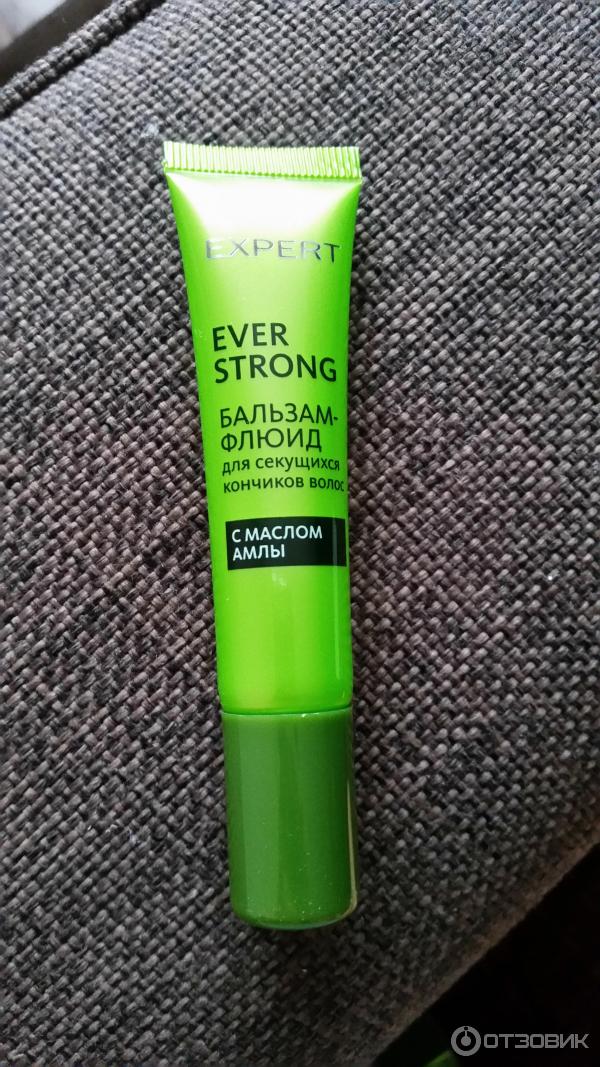 EXPERT
EVER
STRONG
БАЛЬЗАМ-
ФЛЮИД
для секущихся
кончиков волос
С МАСЛОМ
АМЛЫ
ОТЗОВИК